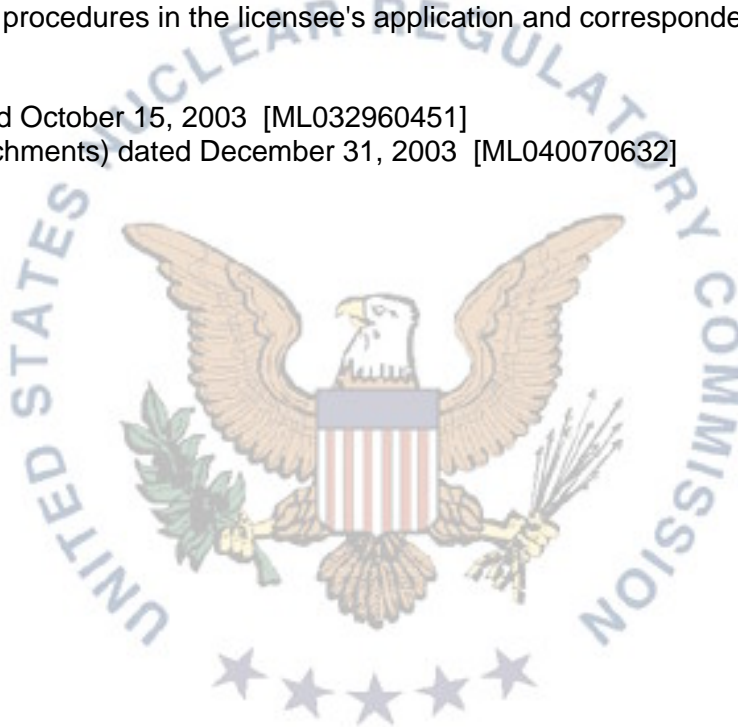 procedures in the licensee's application and corresponde
d October 15, 2003 [ML032960451]
chments) dated December 31, 2003 [ML040070632]
UNITED STATES NUCLEAR REGULATORY COMMISSION